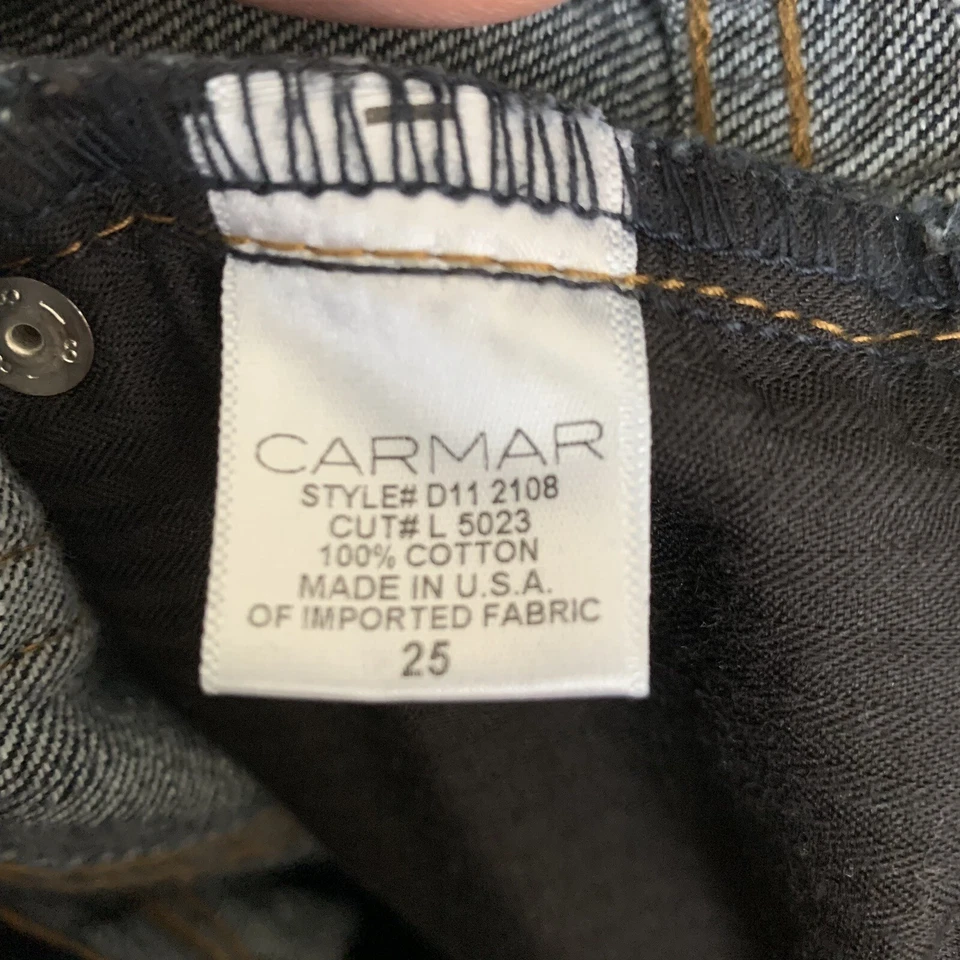 CARMAR
STYLE# D11 2108
CUT# L 5023
100% COTTON
MADE IN U.S.A.
OF IMPORTED FABRIC
25